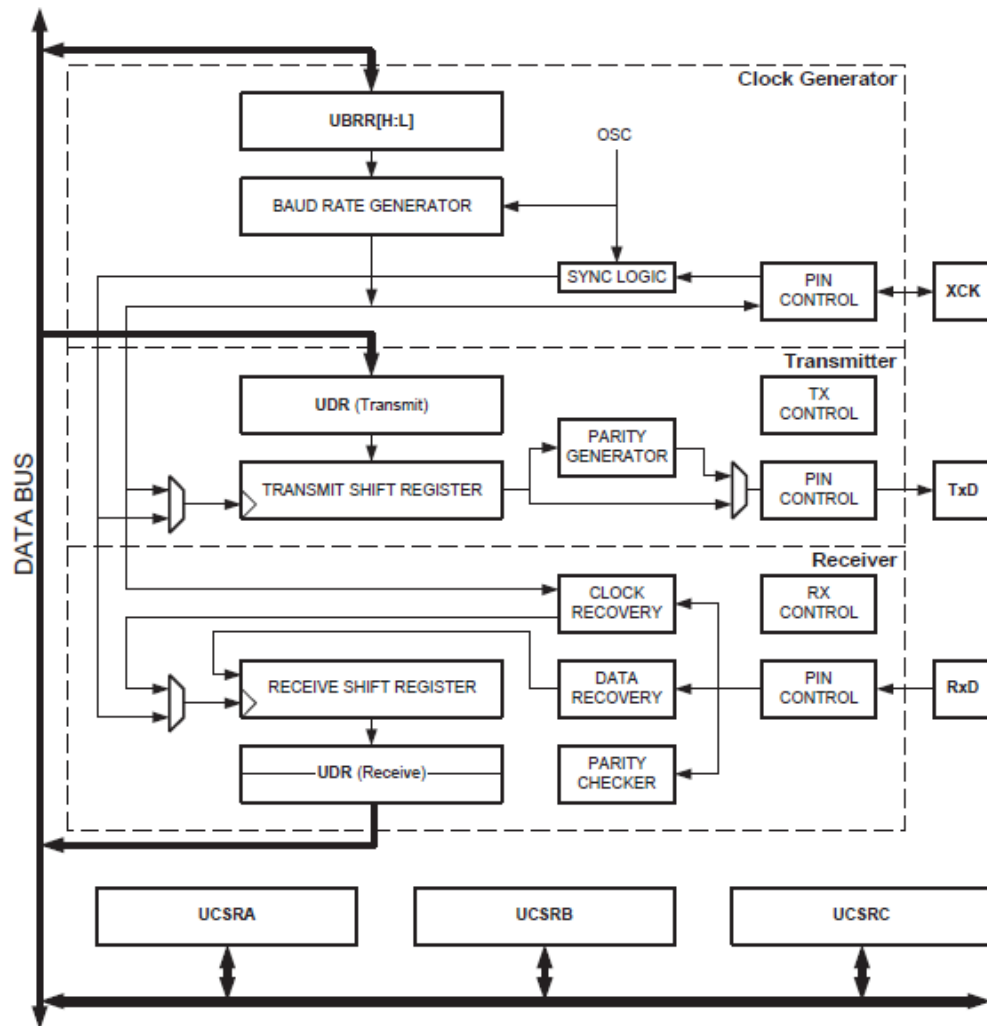 Clock Generator
UBRR[H:L]
OSC
BAUD RATE GENERATOR
SYNC LOGIC
PIN
CONTROL
XCK
Transmitter
TX
CONTROL
UDR (Transmit)
PARITY
GENERATOR
TRANSMIT SHIFT REGISTER
PIN
CONTROL
TxD
DATA BUS
Receiver
CLOCK
RECOVERY
RX
CONTROL
RECEIVE SHIFT REGISTER
DATA
RECOVERY
PIN
CONTROL
RxD
UDR (Receive)
PARITY
CHECKER
UCSRA
UCSRB
UCSRC